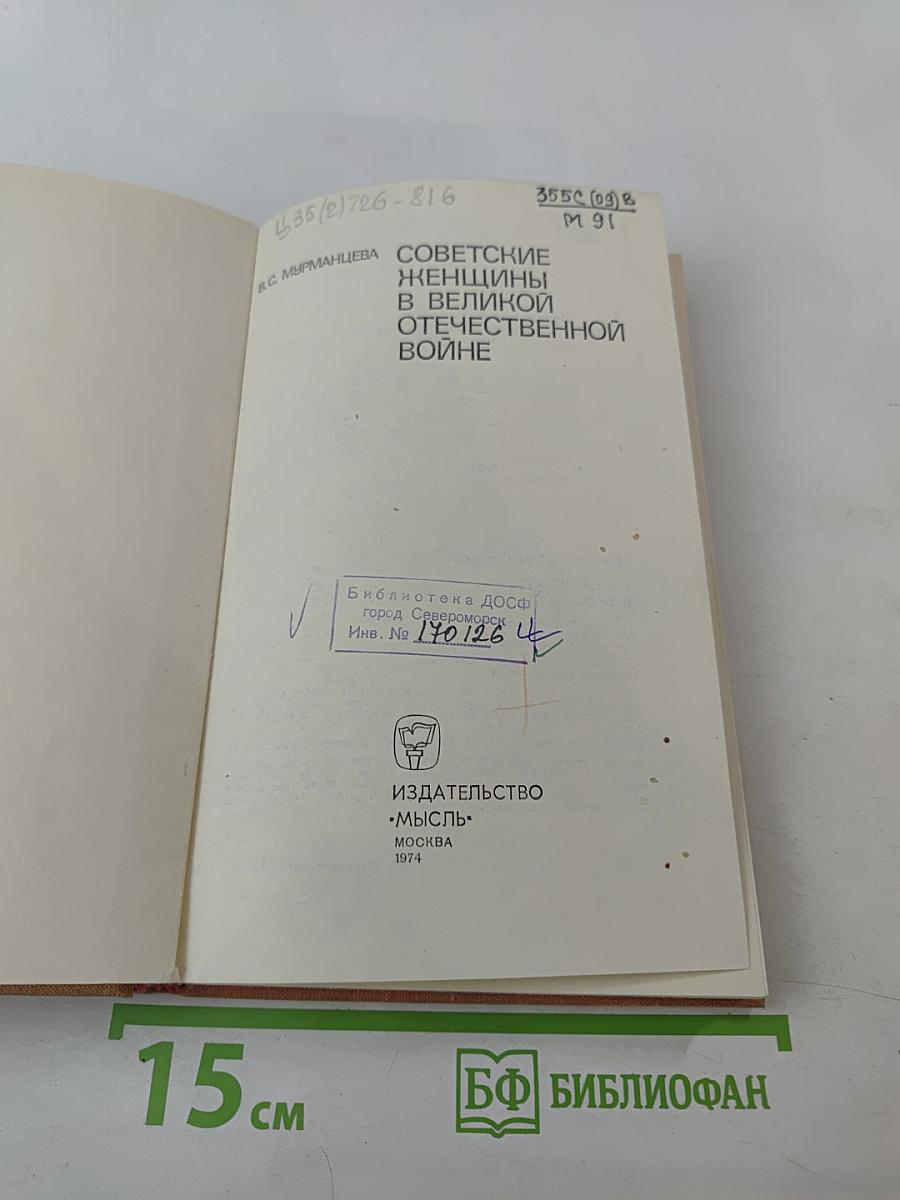 Ц35(2)726-816
355С(09)В
М 91
В.С. МУРМАНЦЕВА
СОВЕТСКИЕ
ЖЕНЩИНЫ
В ВЕЛИКОЙ
ОТЕЧЕСТВЕННОЙ
ВОЙНЕ
Библиотека ДОСФ
город Североморск
Инв. № 170126
ИЗДАТЕЛЬСТВО
•МЫСЛЬ•
МОСКВА
1974
15 см
БФ БИБЛИОФАН